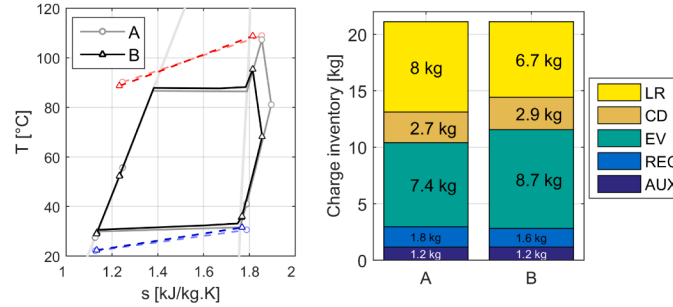 120
100
80
60
40
20
T [°C]
A
B
1
1.2
1.4
1.6
1.8
2
s [kJ/kg.K]
25
20
15
10
5
0
Charge inventory [kg]
8 kg
2.7 kg
7.4 kg
1.8 kg
1.2 kg
6.7 kg
2.9 kg
8.7 kg
1.6 kg
1.2 kg
A
B
LR
CD
EV
REC
AUX